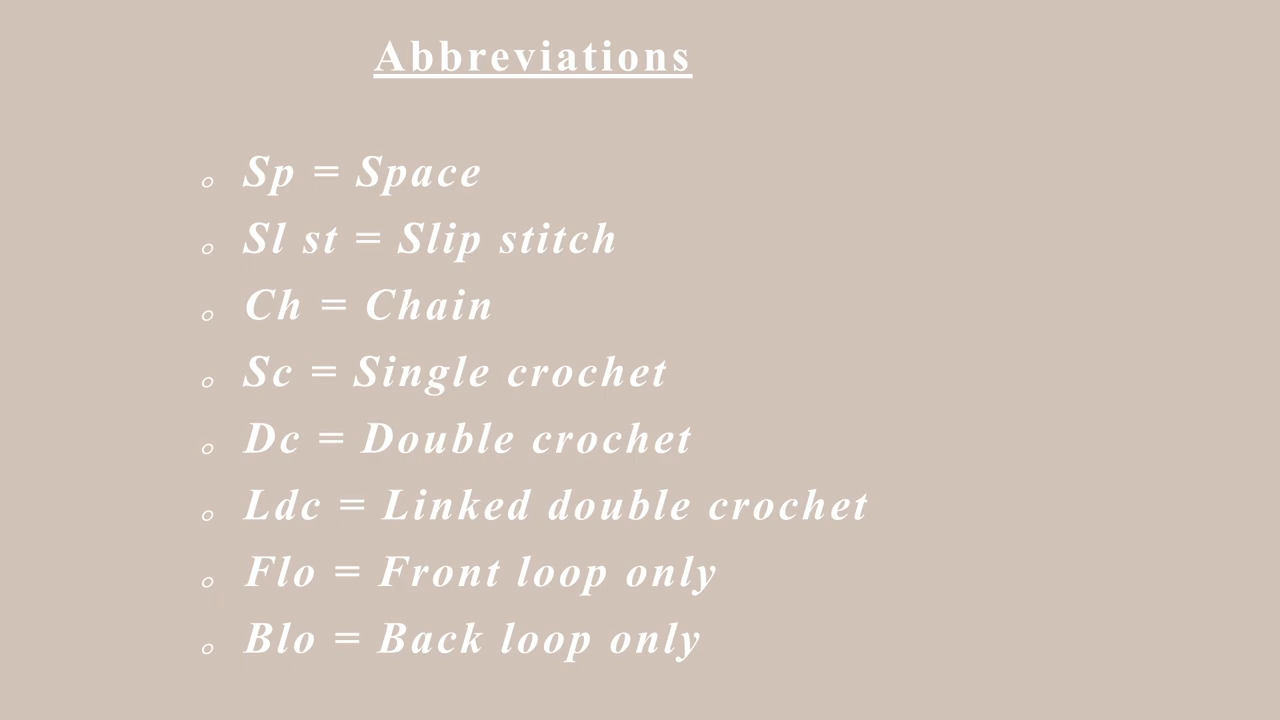 Abbreviations
Sp = Space
Sl st = Slip stitch
Ch = Chain
Sc = Single crochet
Dc = Double crochet
Ldc = Linked double crochet
Flo = Front loop only
Blo = Back loop only